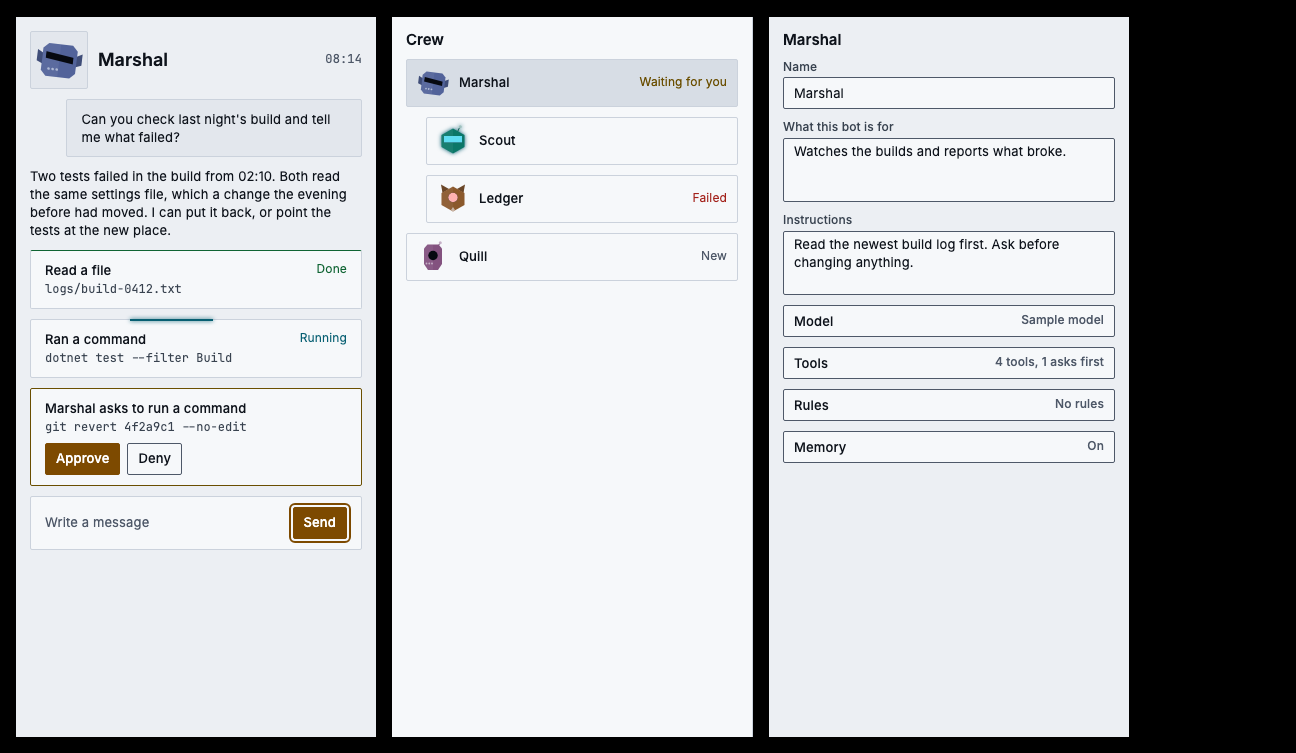 Marshal
08:14
Can you check last night's build and tell
me what failed?
Two tests failed in the build from 02:10. Both read
the same settings file, which a change the evening
before had moved. I can put it back, or point the
tests at the new place.
Read a file
Done
logs/build-0412.txt
Ran a command
Running
dotnet test --filter Build
Marshal asks to run a command
git revert 4f2a9c1 --no-edit
Approve
Deny
Write a message
Send
Crew
Marshal
Waiting for you
Scout
Ledger
Failed
Quill
New
Marshal
Name
Marshal
What this bot is for
Watches the builds and reports what broke.
Instructions
Read the newest build log first. Ask before
changing anything.
Model
Sample model
Tools
4 tools, 1 asks first
Rules
No rules
Memory
On